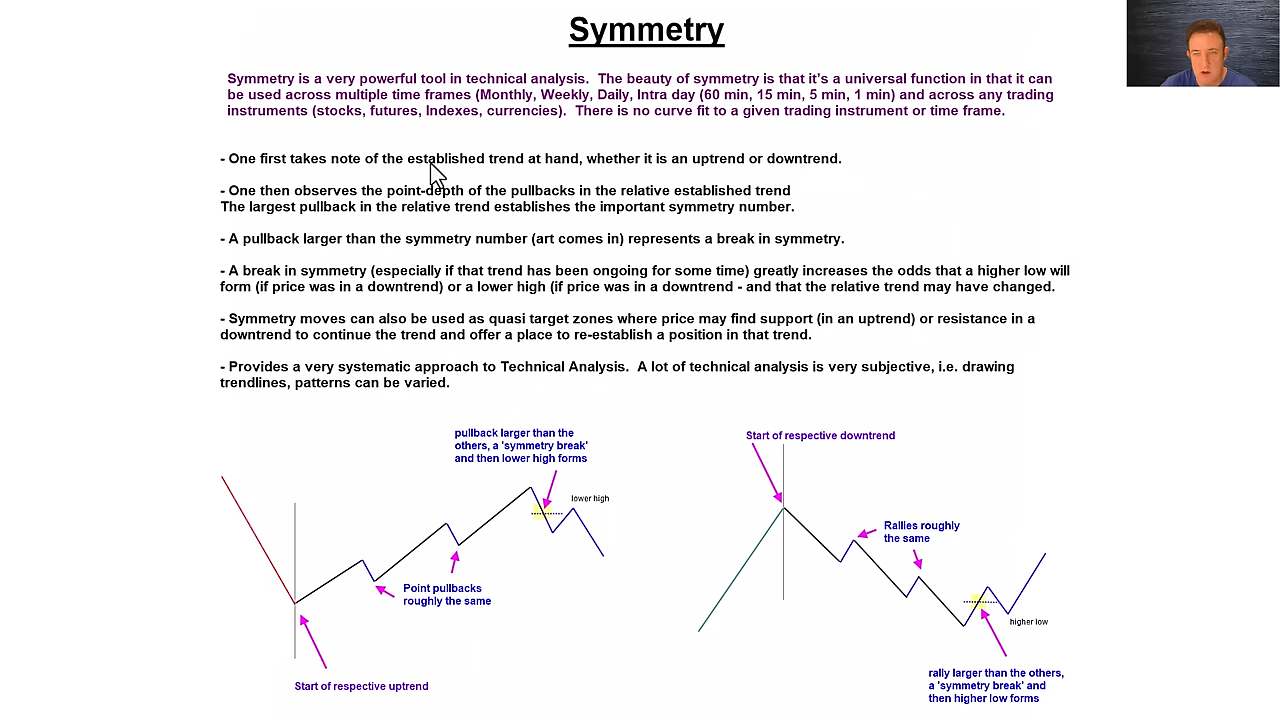 Symmetry
Symmetry is a very powerful tool in technical analysis.  The beauty of symmetry is that it's a universal function in that it can
be used across multiple time frames (Monthly, Weekly, Daily, Intra day (60 min, 15 min, 5 min, 1 min) and across any trading
instruments (stocks, futures, Indexes, currencies).  There is no curve fit to a given trading instrument or time frame.
- One first takes note of the established trend at hand, whether it is an uptrend or downtrend.
- One then observes the point-depth of the pullbacks in the relative established trend
The largest pullback in the relative trend establishes the important symmetry number.
- A pullback larger than the symmetry number (art comes in) represents a break in symmetry.
- A break in symmetry (especially if that trend has been ongoing for some time) greatly increases the odds that a higher low will
form (if price was in a downtrend) or a lower high (if price was in a downtrend - and that the relative trend may have changed.
- Symmetry moves can also be used as quasi target zones where price may find support (in an uptrend) or resistance in a
downtrend to continue the trend and offer a place to re-establish a position in that trend.
- Provides a very systematic approach to Technical Analysis.  A lot of technical analysis is very subjective, i.e. drawing
trendlines, patterns can be varied.
pullback larger than the
others, a 'symmetry break'
and then lower high forms
lower high
Point pullbacks
roughly the same
Start of respective uptrend
Start of respective downtrend
Rallies roughly
the same
higher low
rally larger than the others,
a 'symmetry break' and
then higher low forms